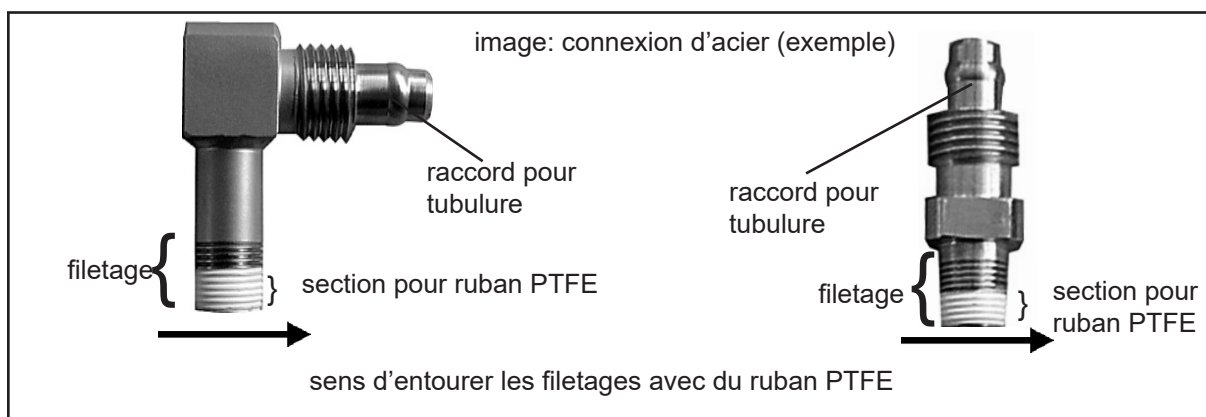 image: connexion d'acier (exemple)
raccord pour
tubulure
filetage
section pour ruban PTFE
raccord pour
tubulure
filetage
section pour
ruban PTFE
sens d'entourer les filetages avec du ruban PTFE